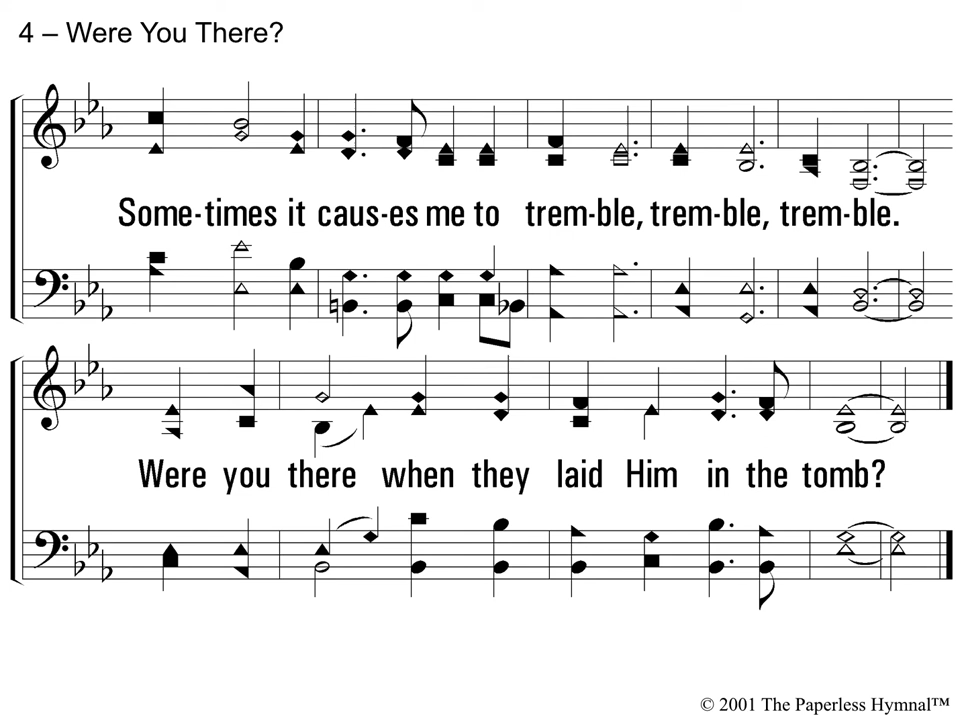 4 – Were You There?
Some-times it caus-es me to trem-ble, trem-ble, trem-ble.
Were you there when they laid Him in the tomb?
© 2001 The Paperless Hymnal™